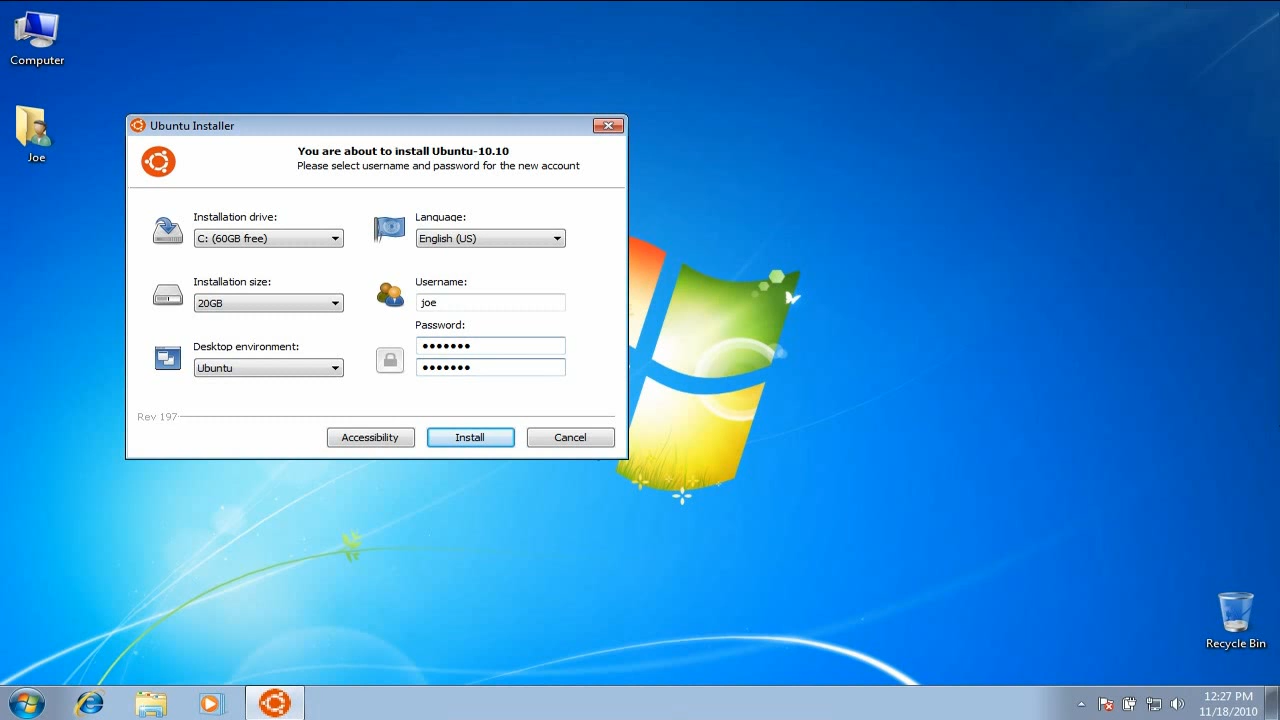 Computer
Joe
Ubuntu Installer
You are about to install Ubuntu-10.10
Please select username and password for the new account
Installation drive:
C: (60GB free)
Language:
English (US)
Installation size:
20GB
Username:
joe
Password:
●●●●●●●
●●●●●●●
Desktop environment:
Ubuntu
Rev 197
Accessibility
Install
Cancel
Recycle Bin
12:27 PM
11/18/2010